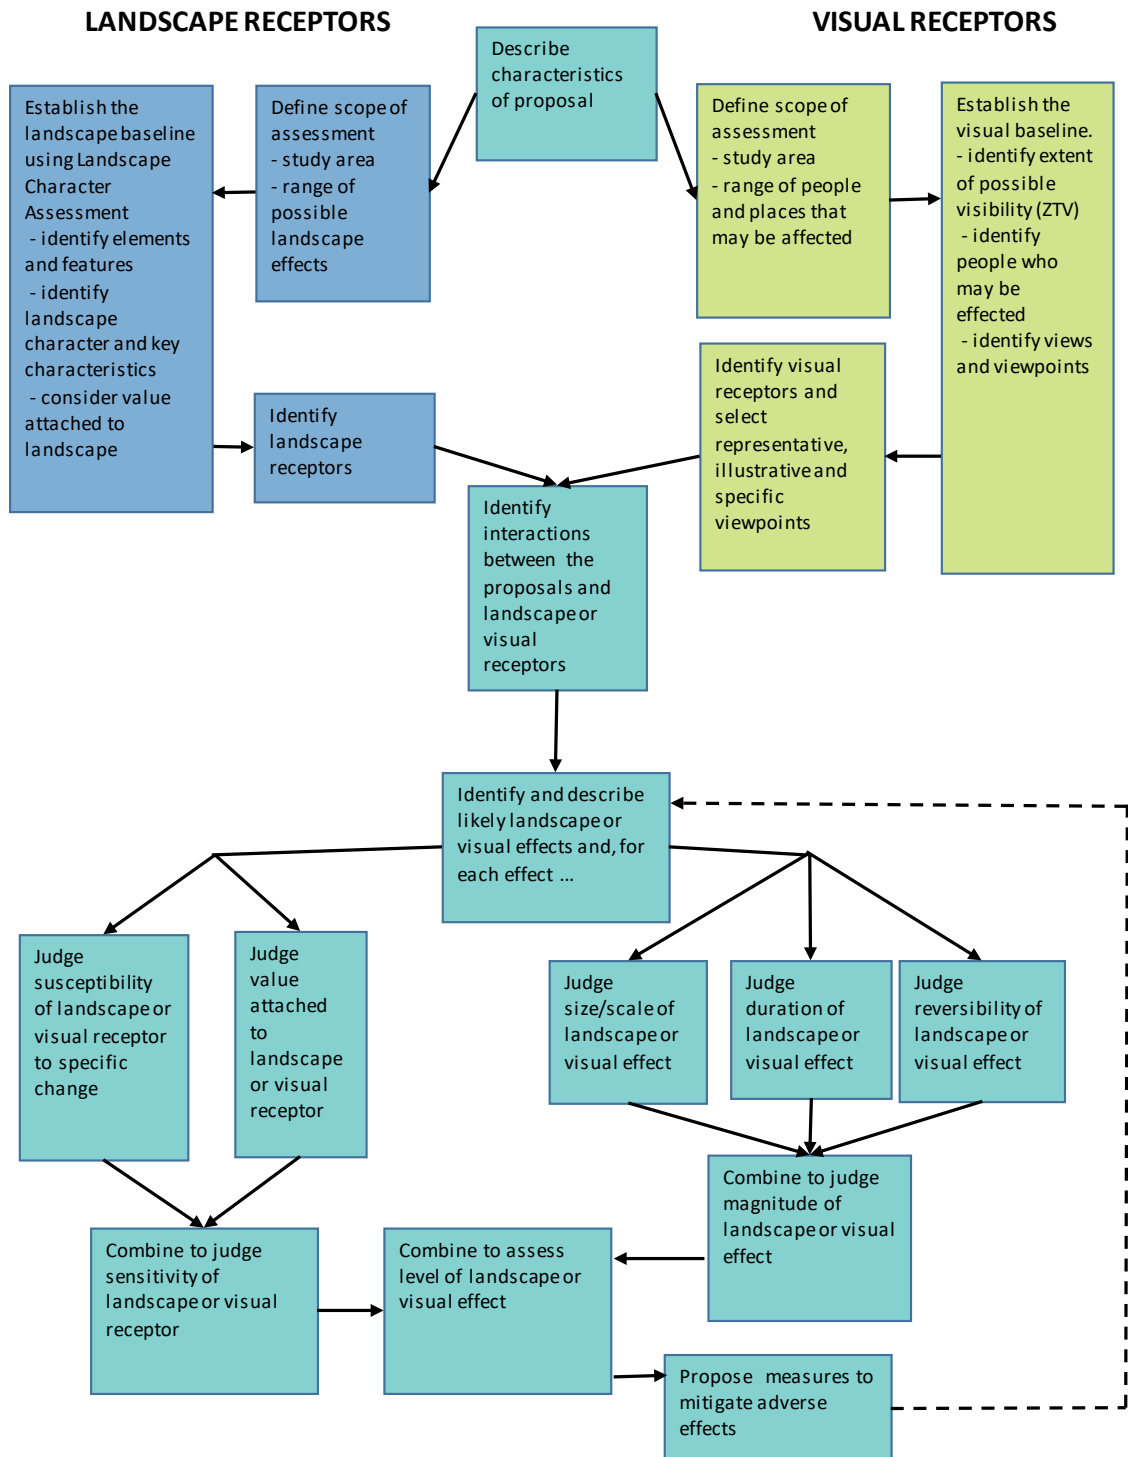 LANDSCAPE RECEPTORS
VISUAL RECEPTORS
Describe
characteristics
of proposal
Establish the
landscape baseline
using Landscape
Character
Assessment
- identify elements
and features
- identify
landscape
character and key
characteristics
- consider value
attached to
landscape
Define scope of
assessment
- study area
- range of
possible
landscape
effects
Define scope of
assessment
- study area
- range of people
and places that
may be affected
Establish the
visual baseline.
- identify extent
of possible
visibility (ZTV)
- identify
people who
may be
effected
- identify views
and viewpoints
Identify
landscape
receptors
Identify visual
receptors and
select
representative,
illustrative and
specific
viewpoints
Identify
interactions
between the
proposals and
landscape or
visual
receptors
Identify and describe
likely landscape or
visual effects and, for
each effect ...
Judge
susceptibility
of landscape or
visual receptor
to specific
change
Judge
value
attached
to
landscape
or visual
receptor
Judge
size/scale of
landscape or
visual effect
Judge
duration of
landscape or
visual effect
Judge
reversibility of
landscape or
visual effect
Combine to judge
magnitude of
landscape or visual
effect
Combine to judge
sensitivity of
landscape or visual
receptor
Combine to assess
level of landscape or
visual effect
Propose measures to
mitigate adverse
effects